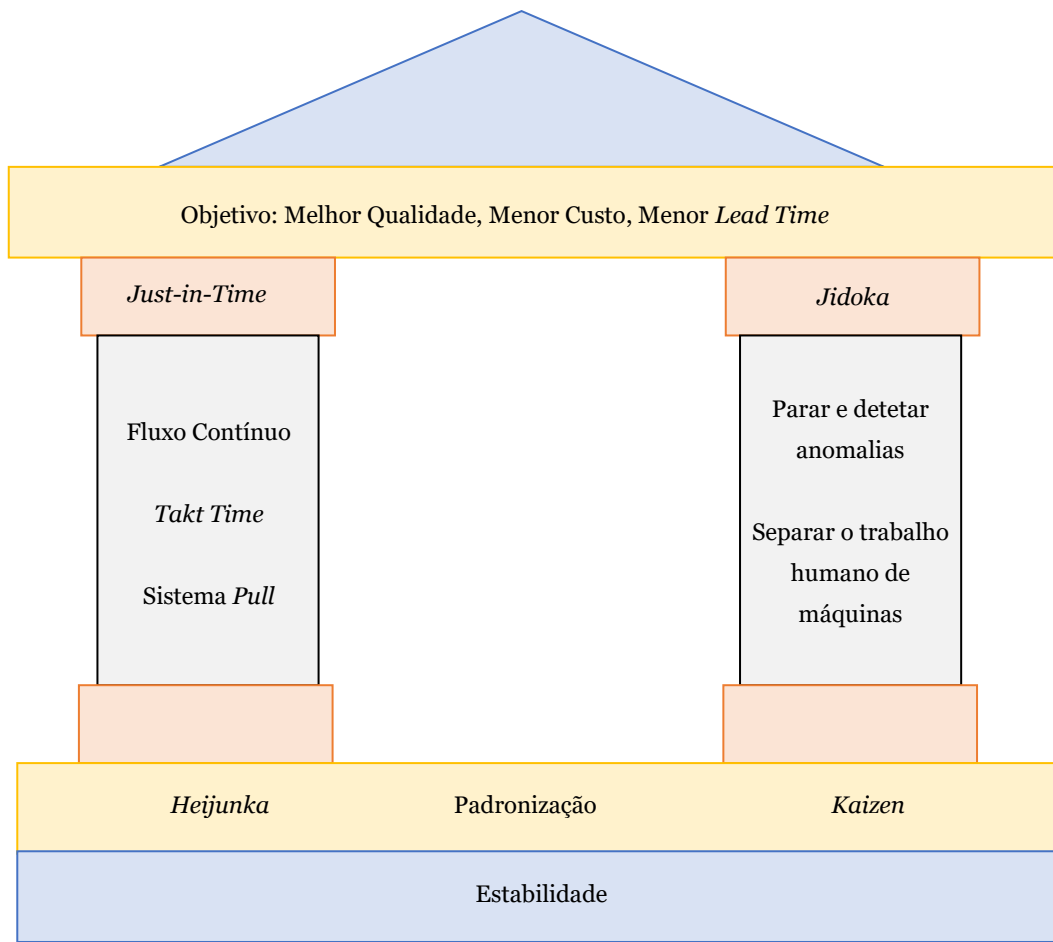 Objetivo: Melhor Qualidade, Menor Custo, Menor Lead Time
Just-in-Time
Jidoka
Fluxo Contínuo
Takt Time
Sistema Pull
Parar e detetar
anomalias
Separar o trabalho
humano de
máquinas
Heijunka Padronização Kaizen
Estabilidade